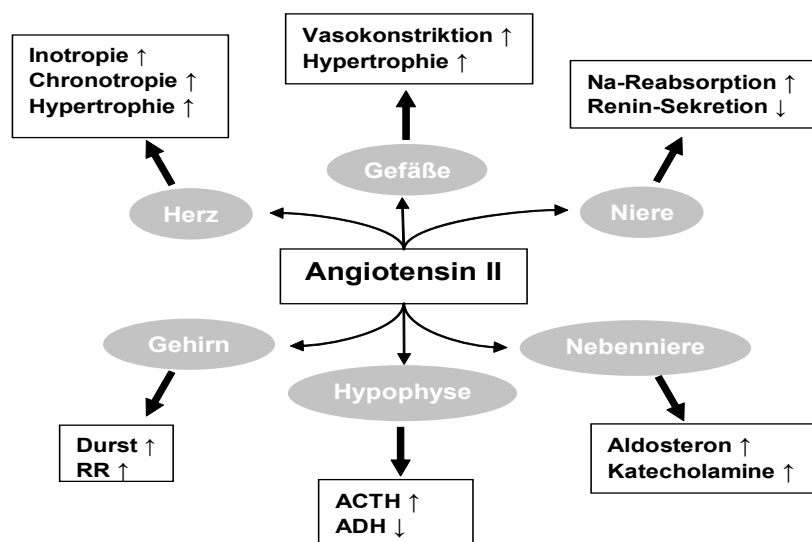 Inotropie ↑
Chronotropie ↑
Hypertrophie ↑
Vasokonstriktion ↑
Hypertrophie ↑
Na-Reabsorption ↑
Renin-Sekretion ↓
Herz
Gefäße
Niere
Angiotensin II
Gehirn
Hypophyse
Nebenniere
Durst ↑
RR ↑
ACTH ↑
ADH ↓
Aldosteron ↑
Katecholamine ↑